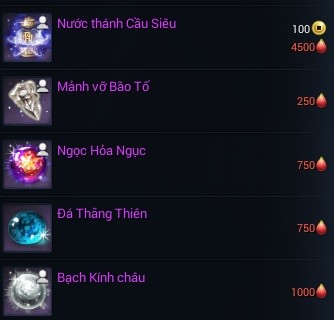 Nước thánh Cầu Siêu
100
4500
Mảnh vỡ Bão Tố
250
Ngọc Hỏa Ngục
750
Đá Thăng Thiên
750
Bạch Kính châu
1000